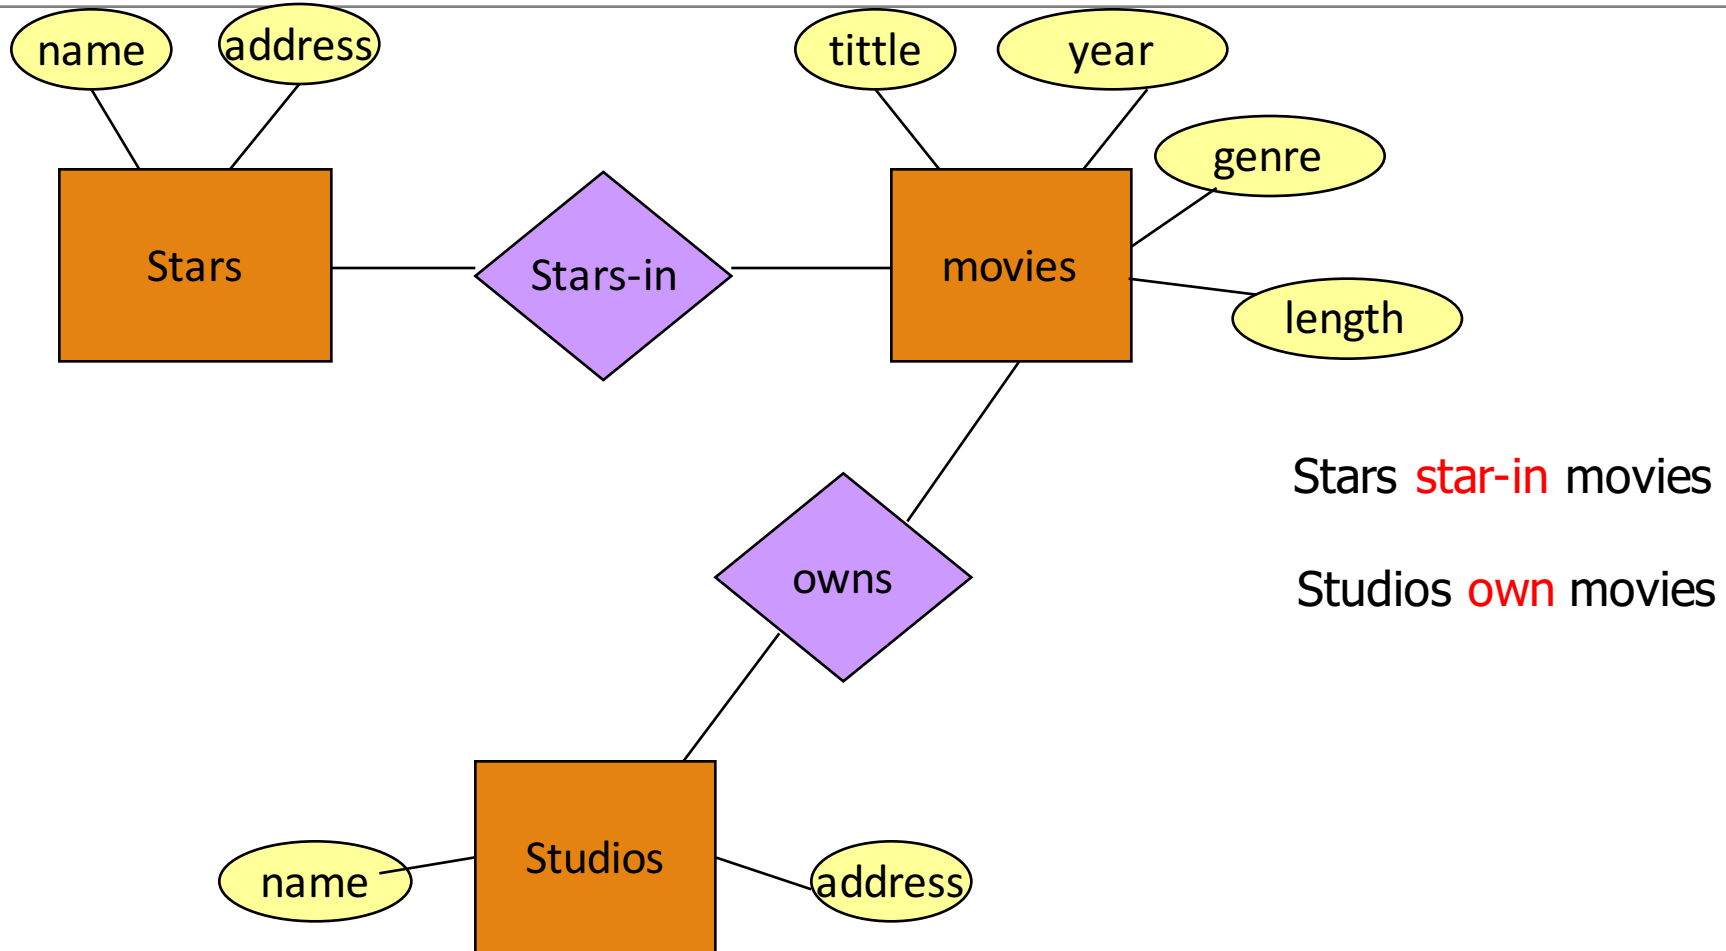 name
address
tittle
year
genre
Stars
Stars-in
movies
length
Stars star-in movies
owns
Studios own movies
Studios
name
address